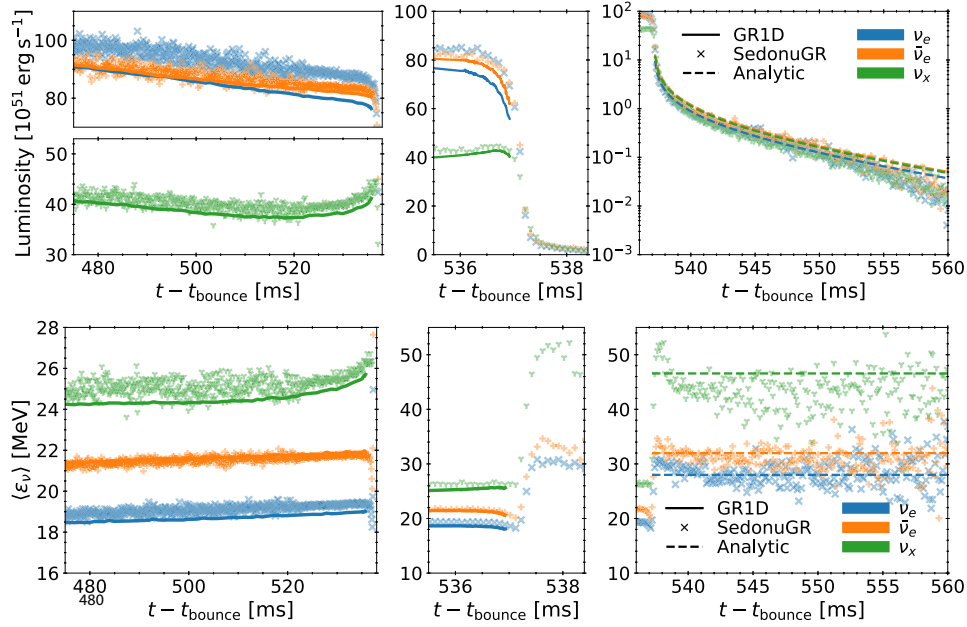 100
80
50
40
30
480 500 520
t − t_bounce [ms]
Luminosity [10^51 erg s^−1]
100
80
60
40
20
0
536 537 538
t − t_bounce [ms]
10^2
10^1
10^0
10^−1
10^−2
10^−3
GR1D
SedonuGR
Analytic
ν_e
ν̄_e
ν_x
540 545 550 555 560
t − t_bounce [ms]
28
26
24
22
20
18
16
480 500 520
480
t − t_bounce [ms]
⟨ε_ν⟩ [MeV]
50
40
30
20
10
536 537 538
t − t_bounce [ms]
50
40
30
20
10
GR1D
SedonuGR
Analytic
ν_e
ν̄_e
ν_x
540 545 550 555 560
t − t_bounce [ms]